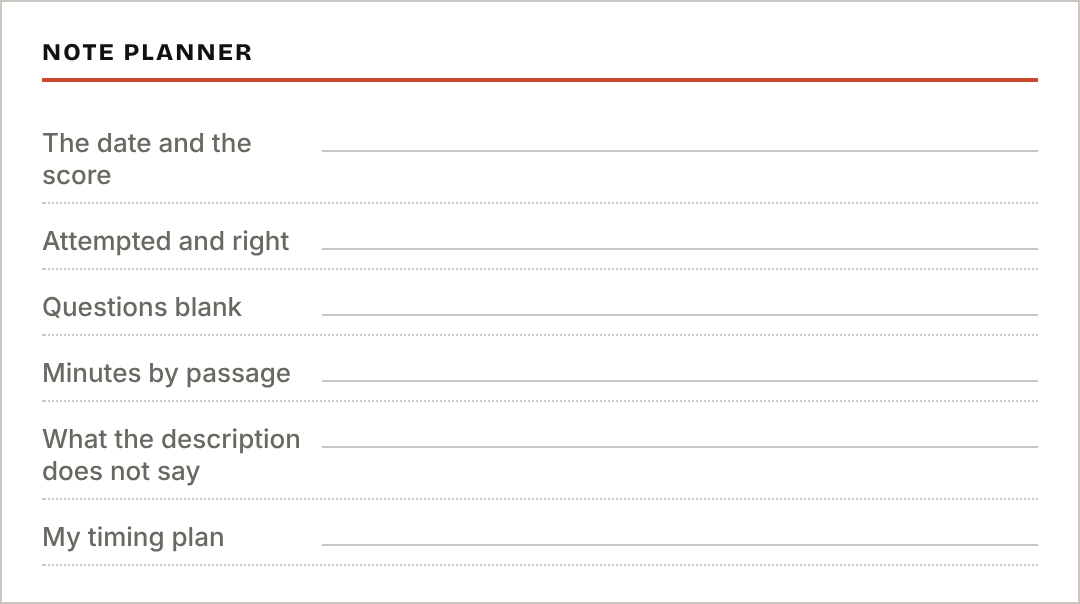 NOTE PLANNER
The date and the
score
Attempted and right
Questions blank
Minutes by passage
What the description
does not say
My timing plan